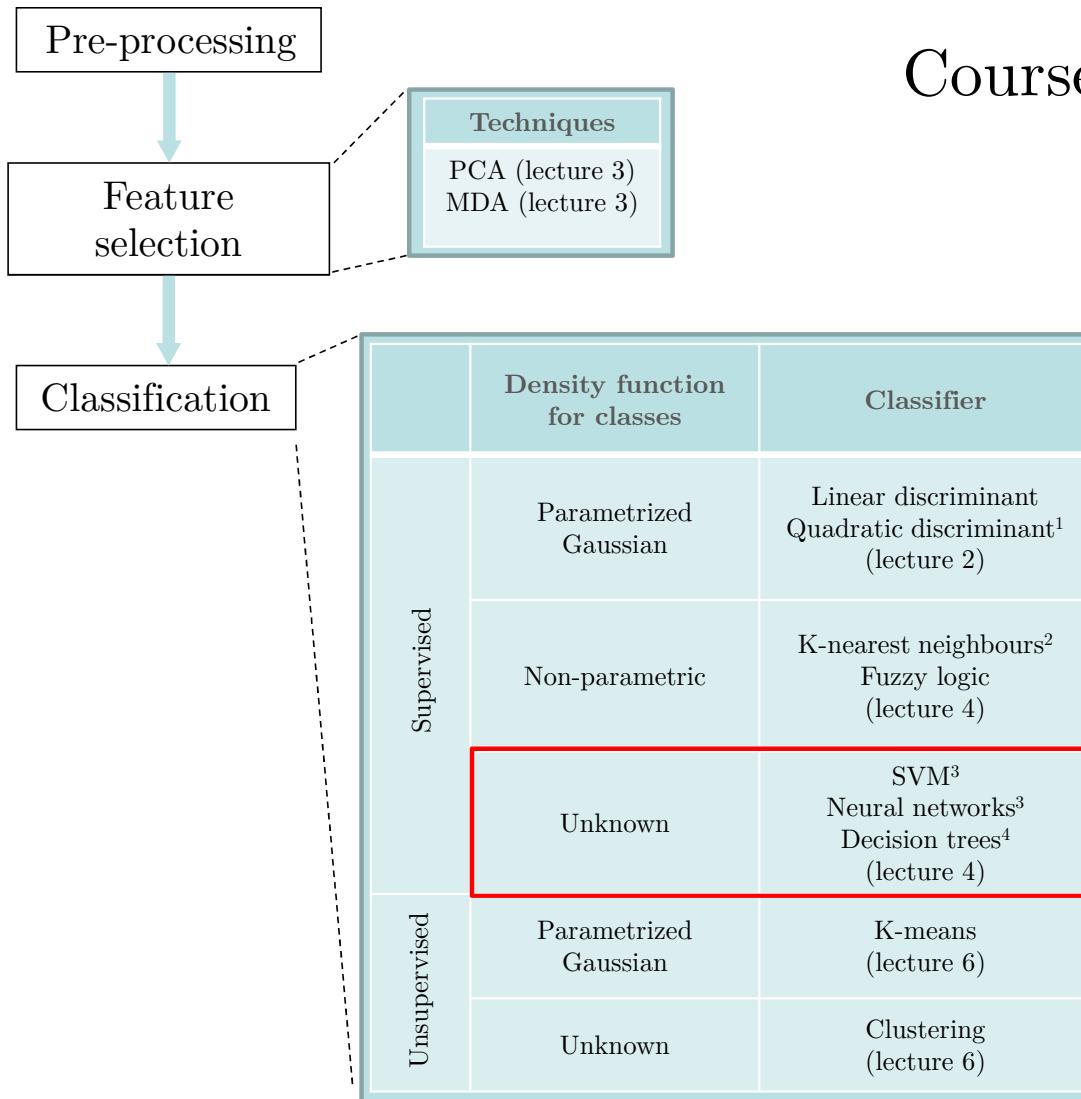 Pre-processing
Course
Techniques
PCA (lecture 3)
MDA (lecture 3)
Feature
selection
Classification
Density function
for classes
Classifier
Supervised
Parametrized
Gaussian
Linear discriminant
Quadratic discriminant¹
(lecture 2)
Non-parametric
K-nearest neighbours²
Fuzzy logic
(lecture 4)
Unknown
SVM³
Neural networks³
Decision trees⁴
(lecture 4)
Unsupervised
Parametrized
Gaussian
K-means
(lecture 6)
Unknown
Clustering
(lecture 6)